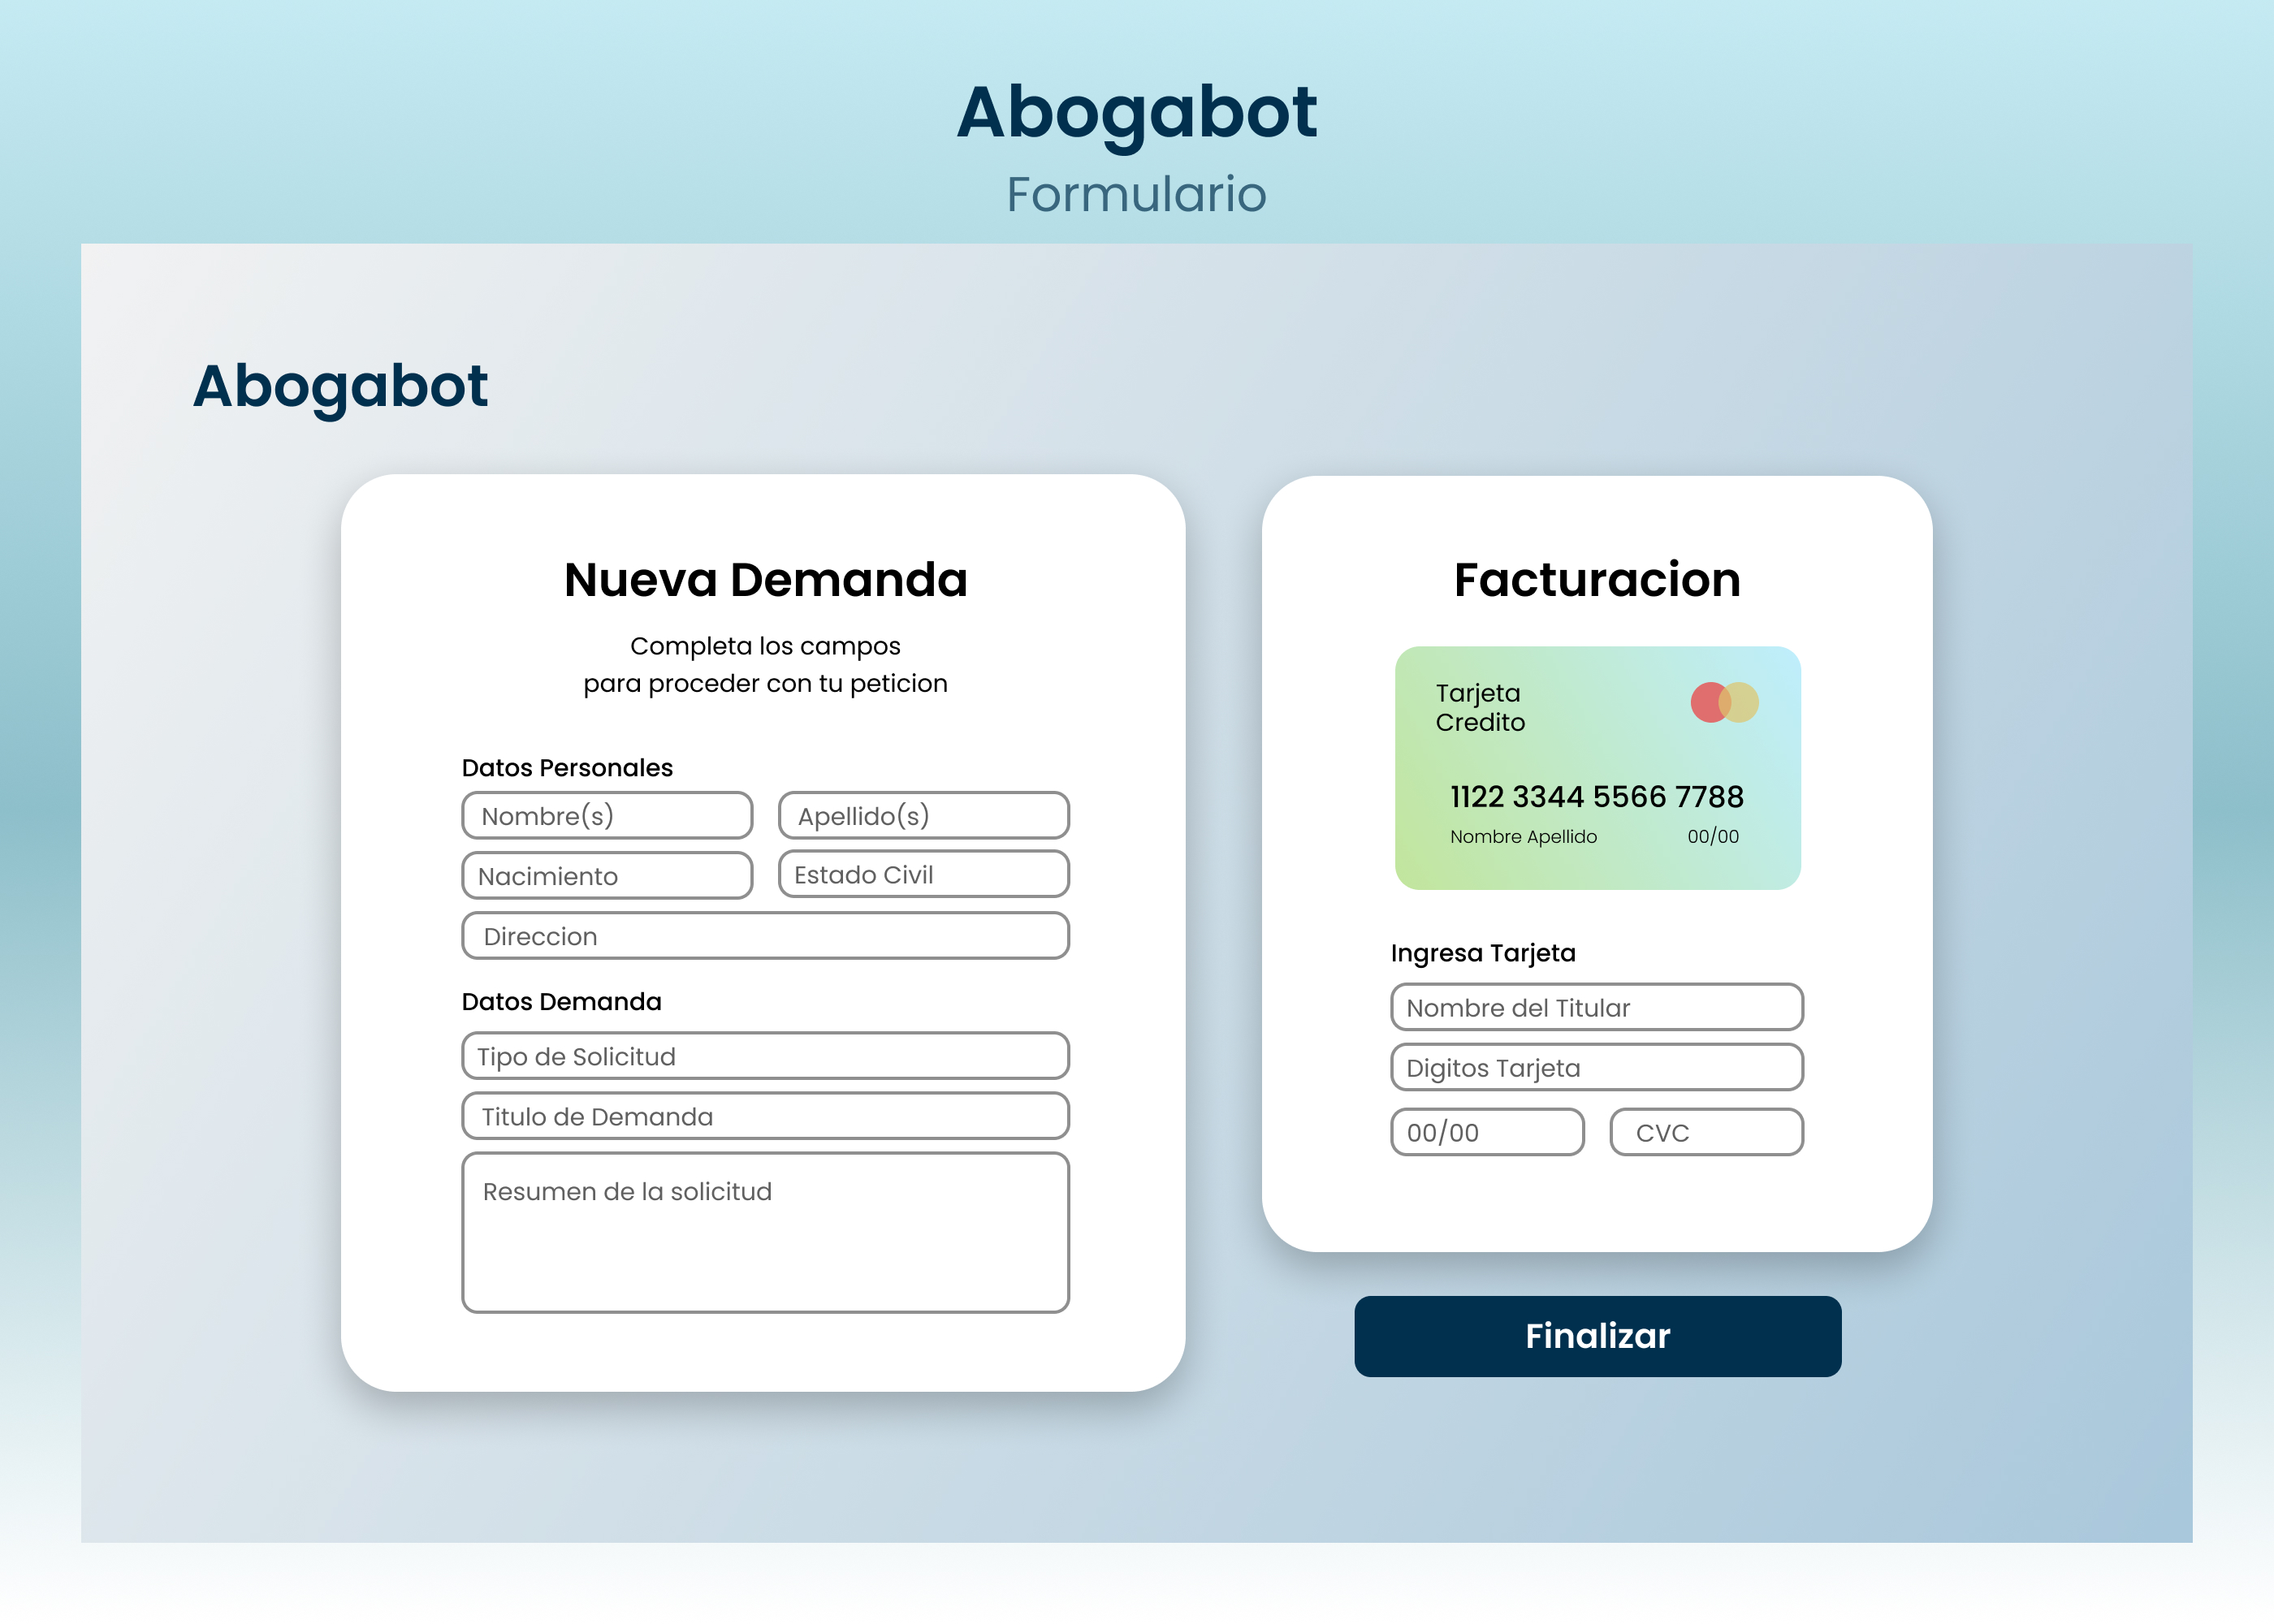 Abogabot
Formulario
Abogabot
Nueva Demanda
Completa los campos
para proceder con tu peticion
Datos Personales
Nombre(s)
Apellido(s)
Nacimiento
Estado Civil
Direccion
Datos Demanda
Tipo de Solicitud
Titulo de Demanda
Resumen de la solicitud
Facturacion
Tarjeta
Credito
1122 3344 5566 7788
Nombre Apellido
00/00
Ingresa Tarjeta
Nombre del Titular
Digitos Tarjeta
00/00
CVC
Finalizar